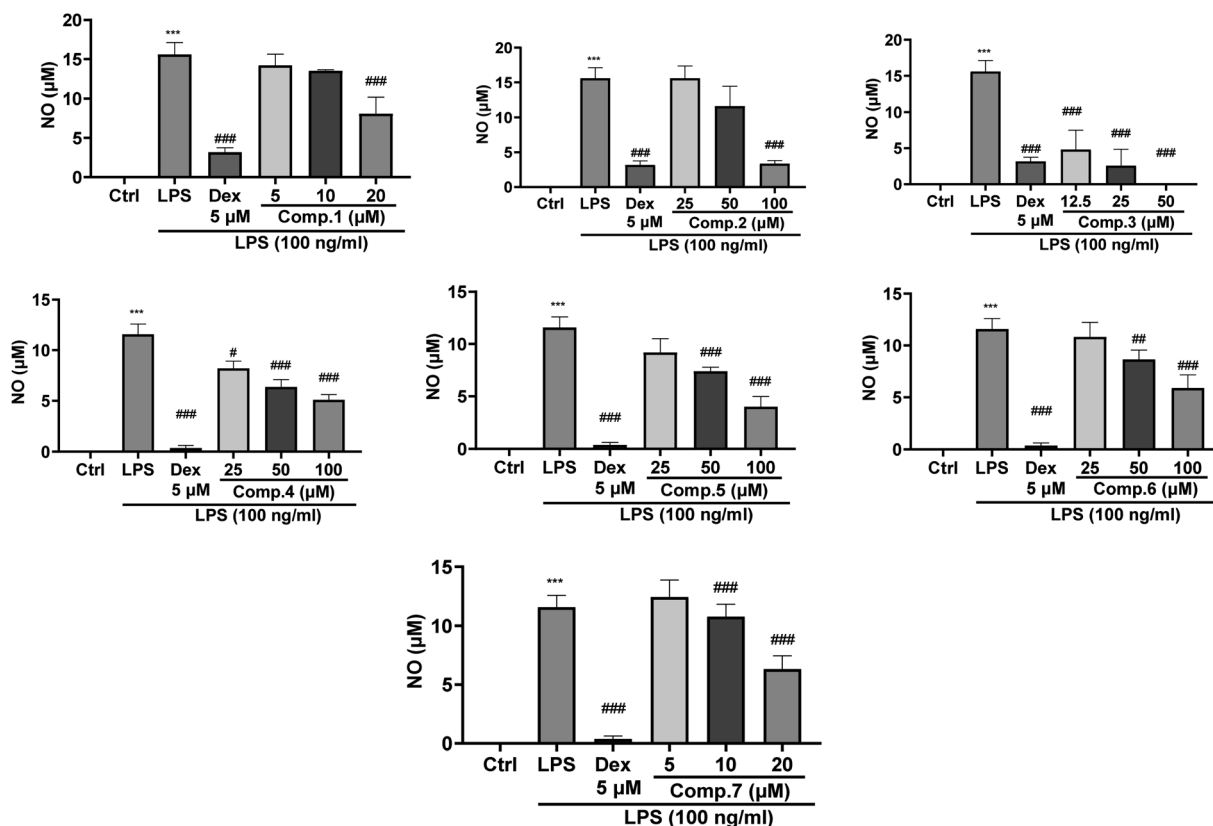 20
15
10
5
0
NO (µM)
***
###
###
Ctrl LPS Dex 5 10 20
5 µM Comp.1 (µM)
LPS (100 ng/ml)
20
15
10
5
0
NO (µM)
***
###
###
Ctrl LPS Dex 25 50 100
5 µM Comp.2 (µM)
LPS (100 ng/ml)
20
15
10
5
0
NO (µM)
***
###
###
###
###
Ctrl LPS Dex 12.5 25 50
5 µM Comp.3 (µM)
LPS (100 ng/ml)
15
10
5
0
NO (µM)
***
###
#
###
###
Ctrl LPS Dex 25 50 100
5 µM Comp.4 (µM)
LPS (100 ng/ml)
15
10
5
0
NO (µM)
***
###
###
###
Ctrl LPS Dex 25 50 100
5 µM Comp.5 (µM)
LPS (100 ng/ml)
15
10
5
0
NO (µM)
***
###
##
###
Ctrl LPS Dex 25 50 100
5 µM Comp.6 (µM)
LPS (100 ng/ml)
15
10
5
0
NO (µM)
***
###
###
###
Ctrl LPS Dex 5 10 20
5 µM Comp.7 (µM)
LPS (100 ng/ml)